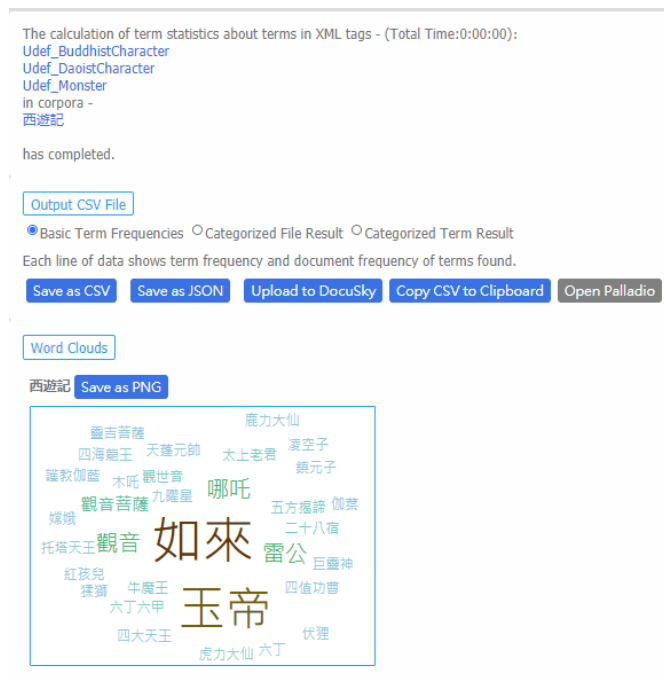 The calculation of term statistics about terms in XML tags - (Total Time:0:00:00):
Udef_BuddhistCharacter
Udef_DaoistCharacter
Udef_Monster
in corpora -
西遊記
has completed.
Output CSV File
Basic Term Frequencies Categorized File Result Categorized Term Result
Each line of data shows term frequency and document frequency of terms found.
Save as CSV Save as JSON Upload to DocuSky Copy CSV to Clipboard Open Palladio
Word Clouds
西遊記 Save as PNG
鹿力大仙
靈吉菩薩
四海龍王 天蓬元帥 太上老君 凌空子
護教伽藍 木吒 觀世音 鎮元子
觀音菩薩 九曜星 哪吒 五方揭諦 伽葉
嫦娥 二十八宿
托塔天王 觀音 如來 雷公 巨靈神
紅孩兒
猱獅 牛魔王 四值功曹
六丁六甲 玉帝
四大天王 伏狸
虎力大仙 六丁